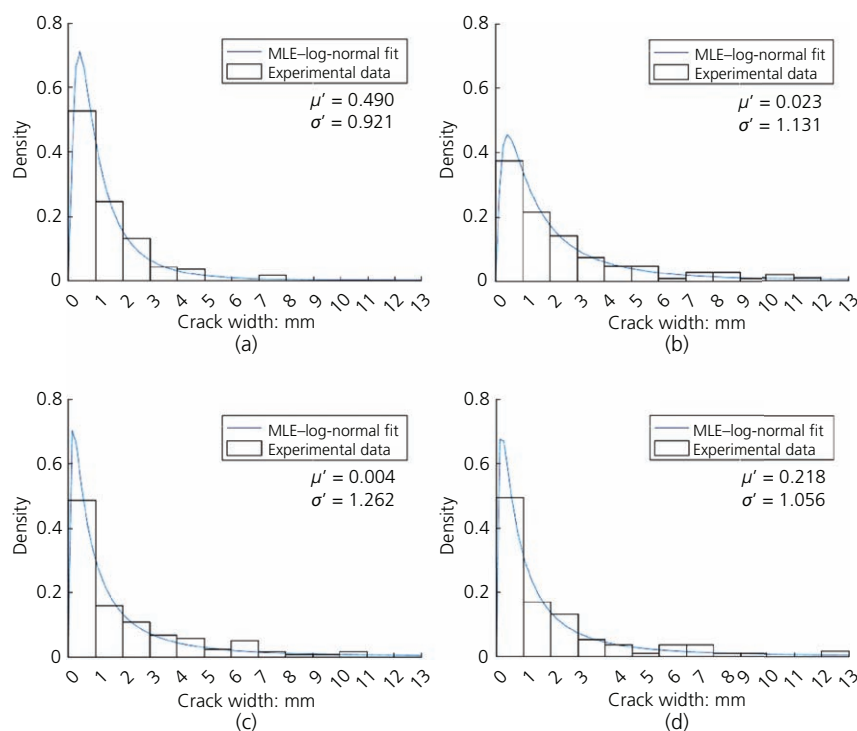 0.8
0.6
0.4
0.2
0
Density
MLE–log-normal fit
Experimental data
μ′ = 0.490
σ′ = 0.921
0 1 2 3 4 5 6 7 8 9 10 11 12 13
Crack width: mm
(a)
0.8
0.6
0.4
0.2
0
Density
MLE–log-normal fit
Experimental data
μ′ = 0.023
σ′ = 1.131
0 1 2 3 4 5 6 7 8 9 10 11 12 13
Crack width: mm
(b)
0.8
0.6
0.4
0.2
0
Density
MLE–log-normal fit
Experimental data
μ′ = 0.004
σ′ = 1.262
0 1 2 3 4 5 6 7 8 9 10 11 12 13
Crack width: mm
(c)
0.8
0.6
0.4
0.2
0
Density
MLE–log-normal fit
Experimental data
μ′ = 0.218
σ′ = 1.056
0 1 2 3 4 5 6 7 8 9 10 11 12 13
Crack width: mm
(d)